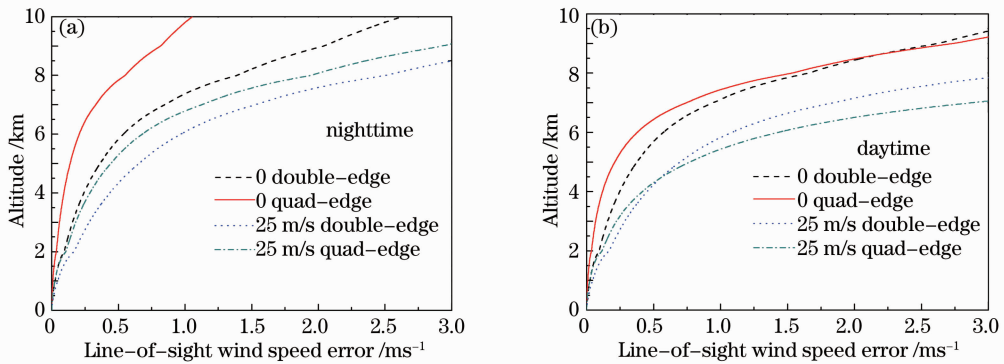 (a)
10
8
6
4
2
0
Altitude /km
nighttime
0 double-edge
0 quad-edge
25 m/s double-edge
25 m/s quad-edge
0 0.5 1.0 1.5 2.0 2.5 3.0
Line-of-sight wind speed error /ms⁻¹
(b)
10
8
6
4
2
0
Altitude /km
daytime
0 double-edge
0 quad-edge
25 m/s double-edge
25 m/s quad-edge
0 0.5 1.0 1.5 2.0 2.5 3.0
Line-of-sight wind speed error /ms⁻¹